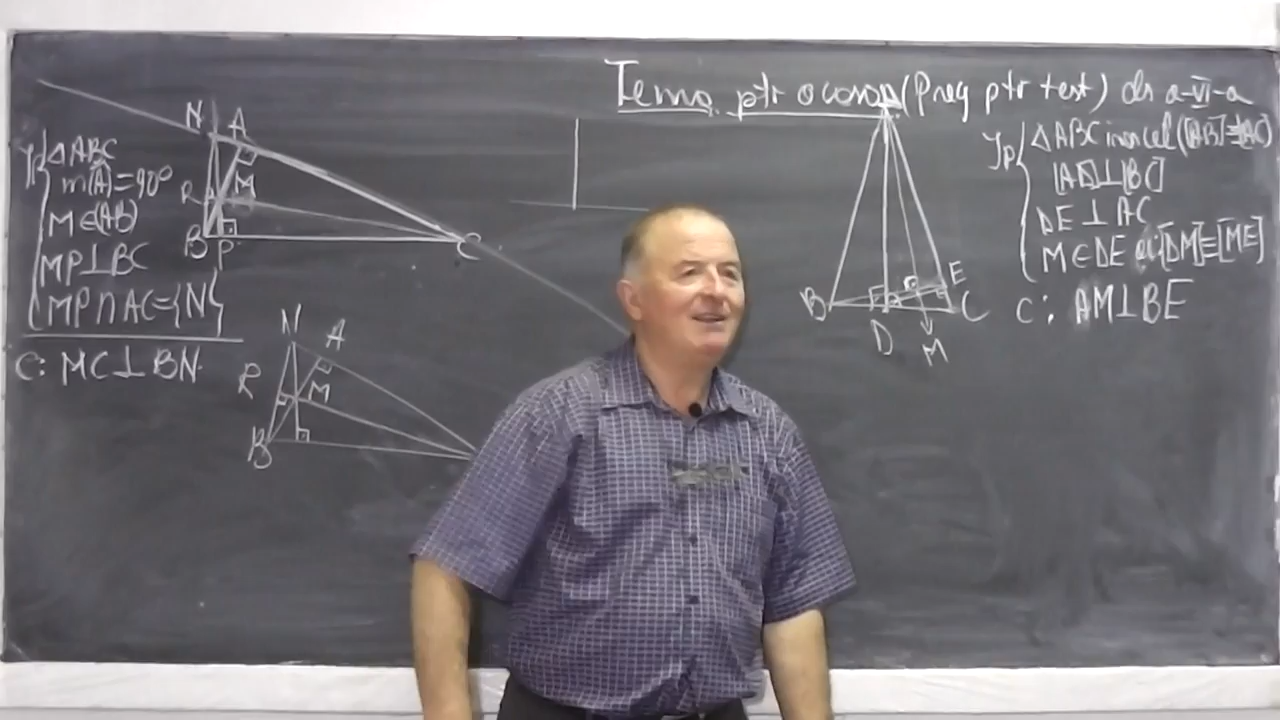 Tema ptr acasă (Preg ptr test) cls a-VI-a
N A
Ip ΔABC
m(Â)=90°
M∈(AB)
MP⊥BC
MP∩AC={N}
C: MC⊥BN
R M
B P C
N A
R M
B
A
B D C
E
M
Ip ΔABC isoscel ([AB]≡[AC])
[AD]⊥[BC]
DE⊥AC
M∈DE aî [DM]≡[ME]
C: AM⊥BE